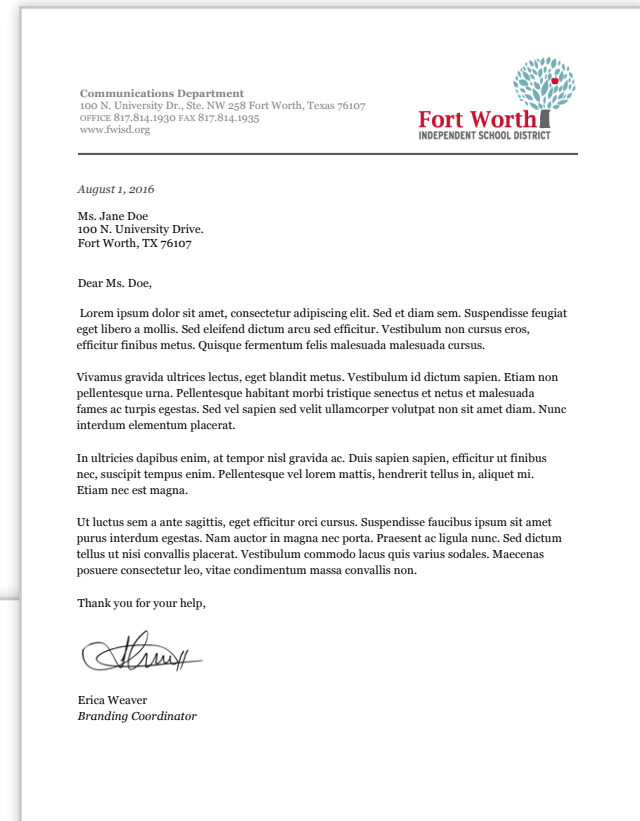 Communications Department
100 N. University Dr., Ste. NW 258 Fort Worth, Texas 76107
OFFICE 817.814.1930 FAX 817.814.1935
www.fwisd.org
Fort Worth
INDEPENDENT SCHOOL DISTRICT
August 1, 2016
Ms. Jane Doe
100 N. University Drive.
Fort Worth, TX 76107
Dear Ms. Doe,
Lorem ipsum dolor sit amet, consectetur adipiscing elit. Sed et diam sem. Suspendisse feugiat
eget libero a mollis. Sed eleifend dictum arcu sed efficitur. Vestibulum non cursus eros,
efficitur finibus metus. Quisque fermentum felis malesuada malesuada cursus.
Vivamus gravida ultrices lectus, eget blandit metus. Vestibulum id dictum sapien. Etiam non
pellentesque urna. Pellentesque habitant morbi tristique senectus et netus et malesuada
fames ac turpis egestas. Sed vel sapien sed velit ullamcorper volutpat non sit amet diam. Nunc
interdum elementum placerat.
In ultricies dapibus enim, at tempor nisl gravida ac. Duis sapien sapien, efficitur ut finibus
nec, suscipit tempus enim. Pellentesque vel lorem mattis, hendrerit tellus in, aliquet mi.
Etiam nec est magna.
Ut luctus sem a ante sagittis, eget efficitur orci cursus. Suspendisse faucibus ipsum sit amet
purus interdum egestas. Nam auctor in magna nec porta. Praesent ac ligula nunc. Sed dictum
tellus ut nisi convallis placerat. Vestibulum commodo lacus quis varius sodales. Maecenas
posuere consectetur leo, vitae condimentum massa convallis non.
Thank you for your help,
Erica Weaver
Branding Coordinator